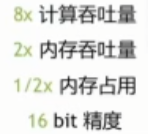 8x 计算吞吐量
2x 内存吞吐量
1/2x 内存占用
16 bit 精度